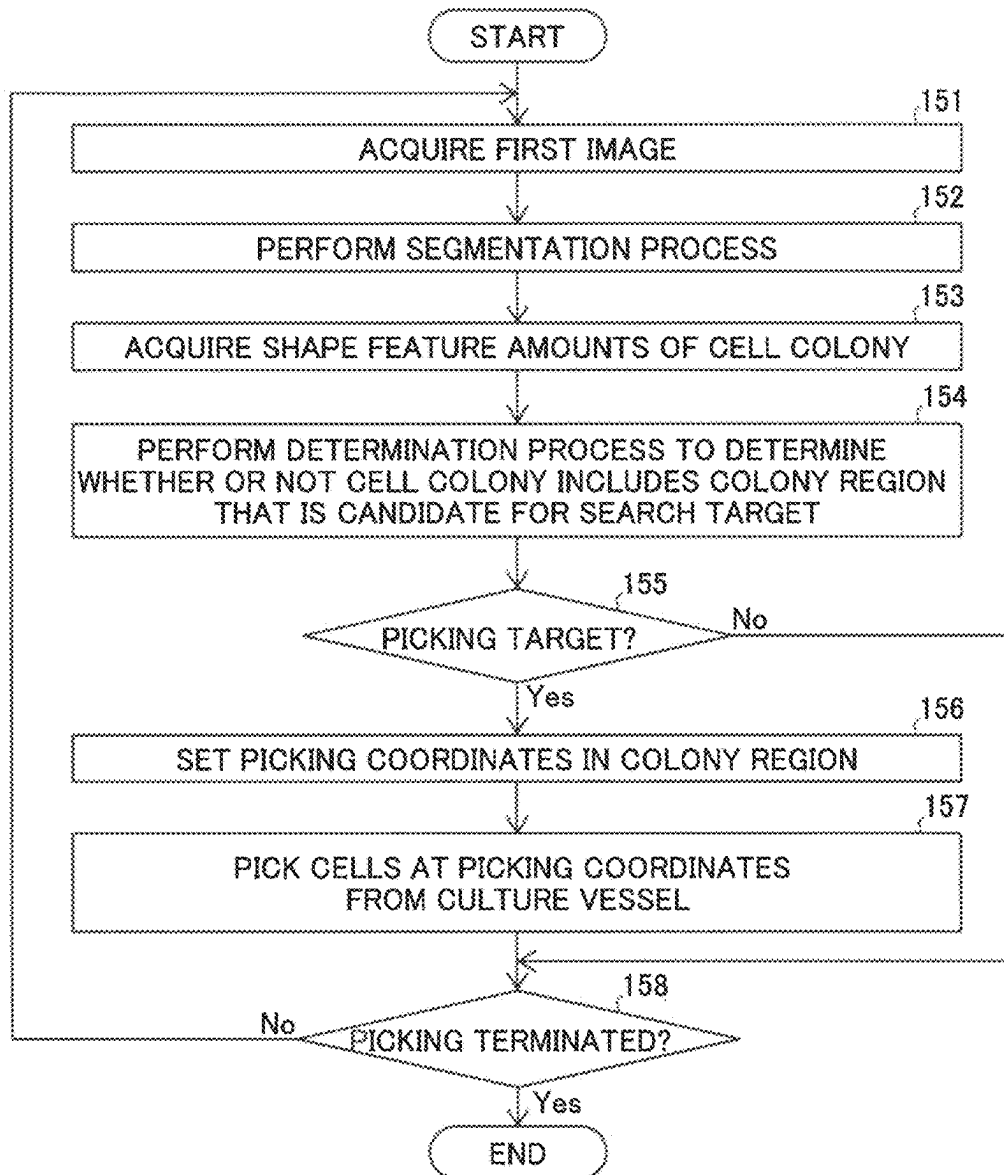 START
151
ACQUIRE FIRST IMAGE
152
PERFORM SEGMENTATION PROCESS
153
ACQUIRE SHAPE FEATURE AMOUNTS OF CELL COLONY
154
PERFORM DETERMINATION PROCESS TO DETERMINE
WHETHER OR NOT CELL COLONY INCLUDES COLONY REGION
THAT IS CANDIDATE FOR SEARCH TARGET
155
PICKING TARGET?
No
Yes
156
SET PICKING COORDINATES IN COLONY REGION
157
PICK CELLS AT PICKING COORDINATES
FROM CULTURE VESSEL
158
No
PICKING TERMINATED?
Yes
END